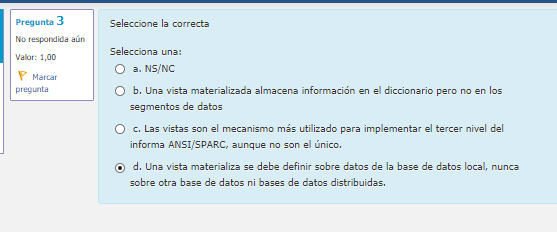 Pregunta 3
No respondida aún
Valor: 1,00
Marcar
pregunta
Seleccione la correcta
Selecciona una:
a. NS/NC
b. Una vista materializada almacena información en el diccionario pero no en los
segmentos de datos
c. Las vistas son el mecanismo más utilizado para implementar el tercer nivel del
informa ANSI/SPARC, aunque no son el único.
d. Una vista materializa se debe definir sobre datos de la base de datos local, nunca
sobre otra base de datos ni bases de datos distribuidas.